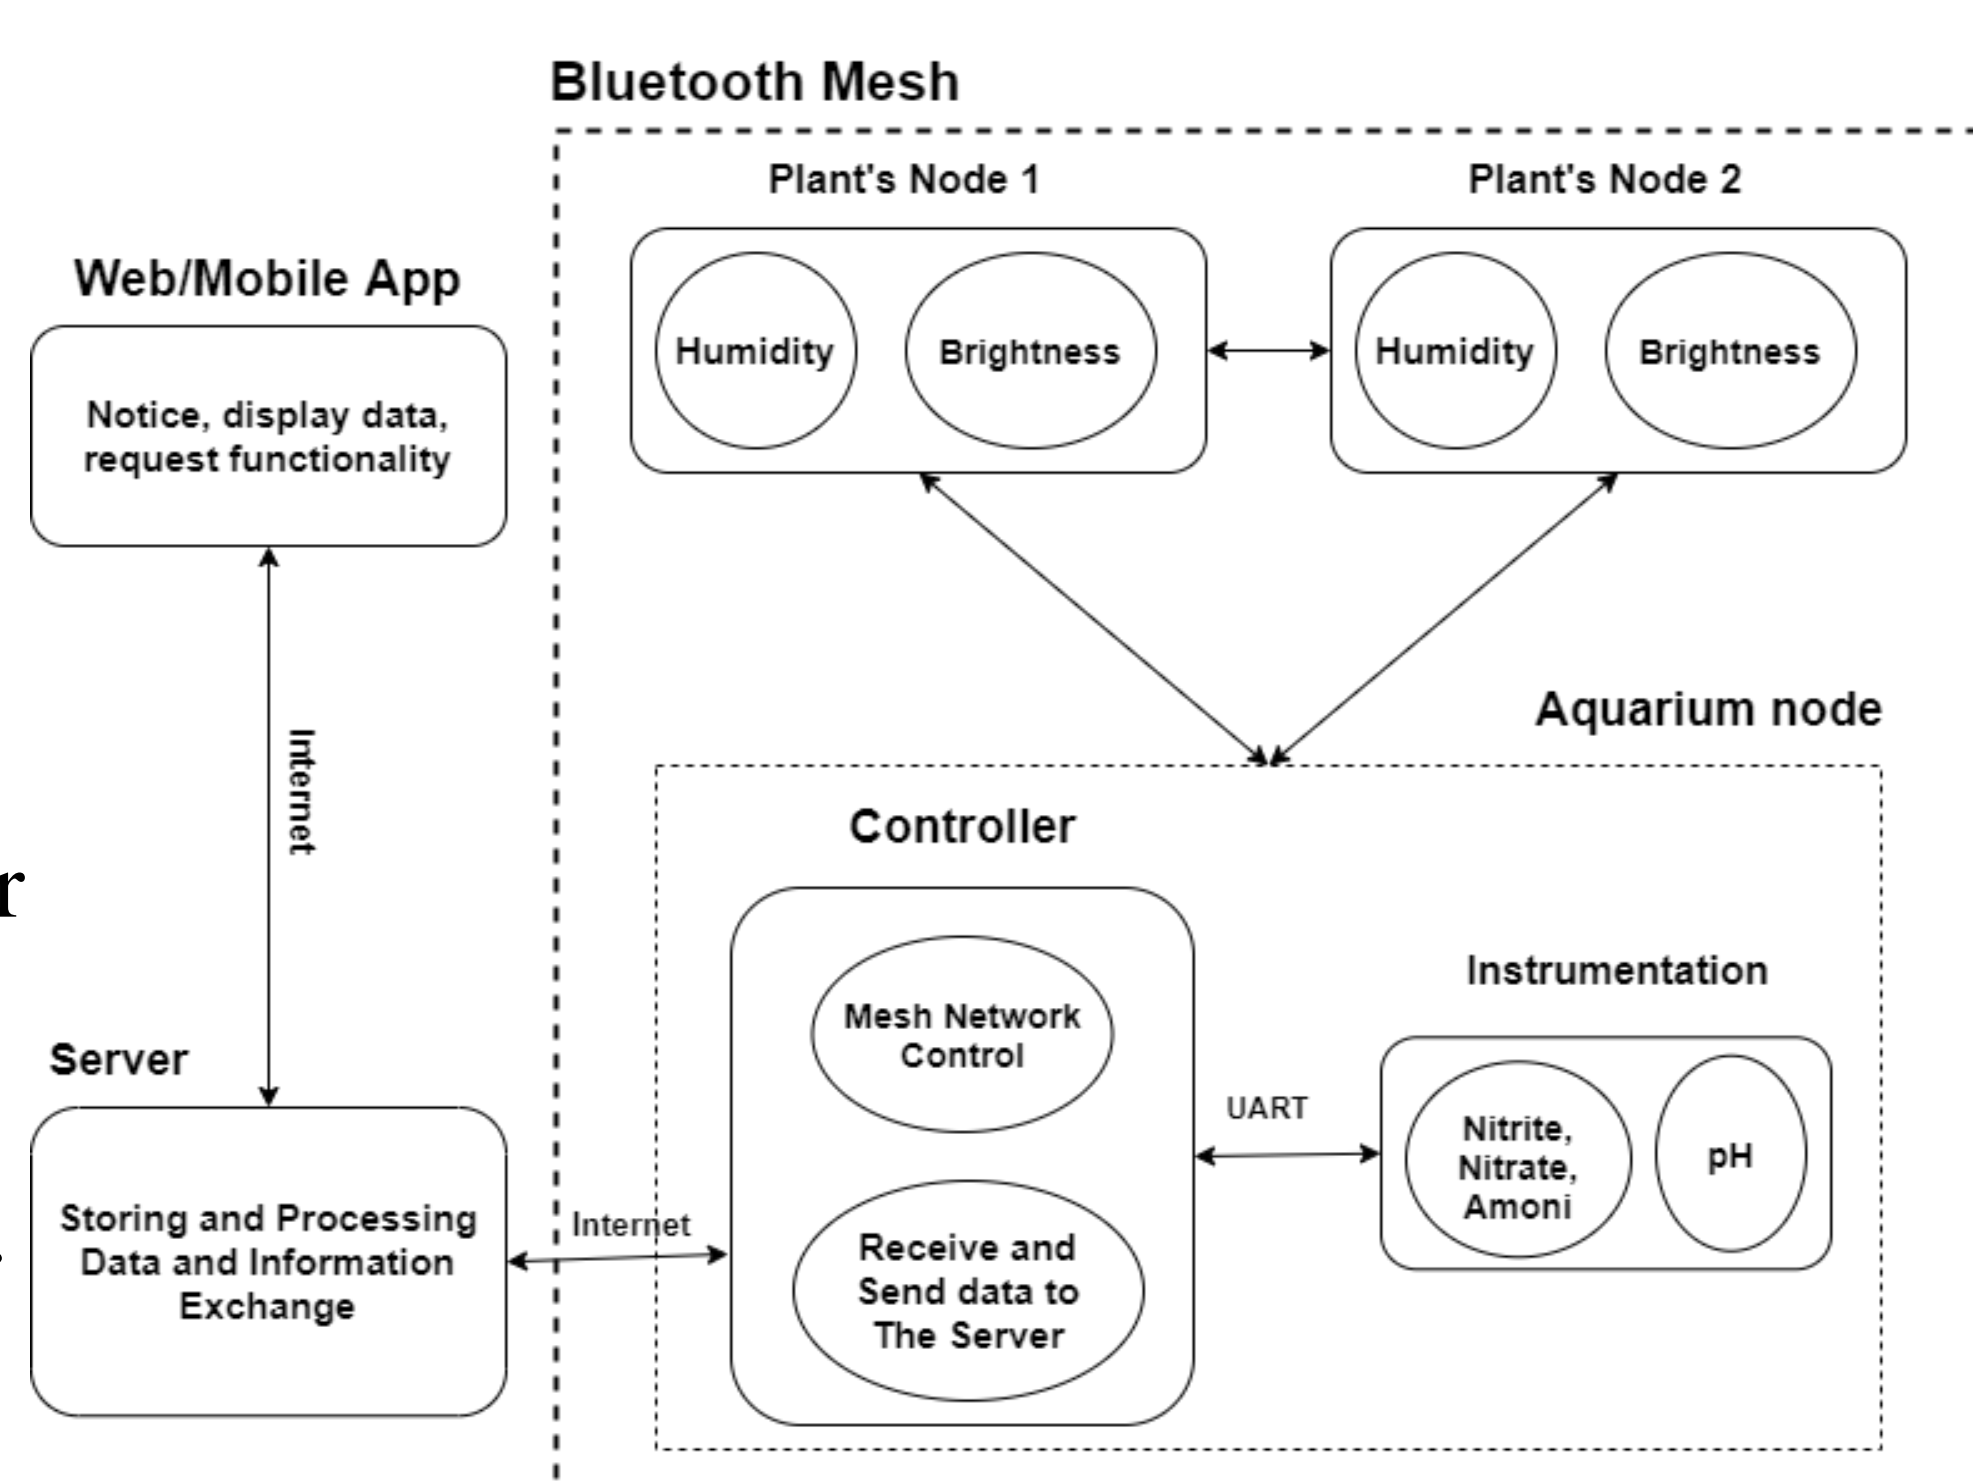 Bluetooth Mesh
Plant's Node 1
Plant's Node 2
Web/Mobile App
Humidity
Brightness
Humidity
Brightness
Notice, display data,
request functionality
Internet
Aquarium node
Controller
r
Mesh Network
Control
Instrumentation
Server
UART
Nitrite,
Nitrate,
Amoni
pH
Storing and Processing
Data and Information
Exchange
Internet
Receive and
Send data to
The Server
.